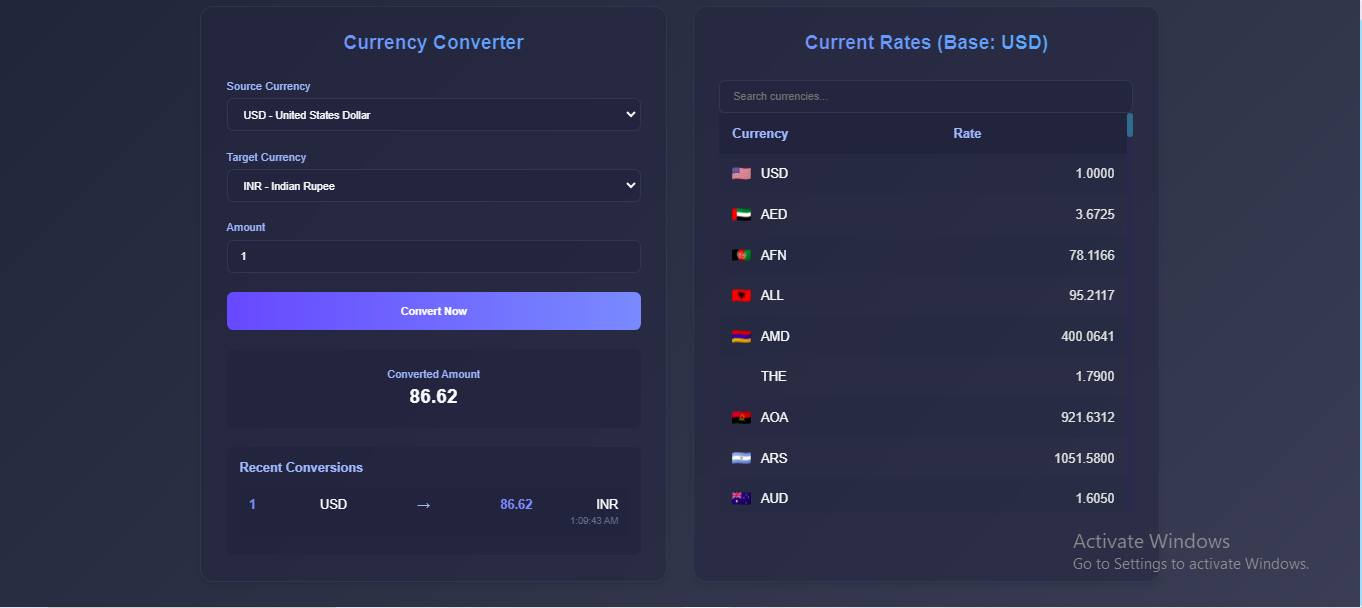 Currency Converter
Source Currency
USD - United States Dollar
Target Currency
INR - Indian Rupee
Amount
1
Convert Now
Converted Amount
86.62
Recent Conversions
1 USD → 86.62 INR
1:09:43 AM
Current Rates (Base: USD)
Search currencies...
Currency Rate
USD 1.0000
AED 3.6725
AFN 78.1166
ALL 95.2117
AMD 400.0641
THE 1.7900
AOA 921.6312
ARS 1051.5800
AUD 1.6050
Activate Windows
Go to Settings to activate Windows.